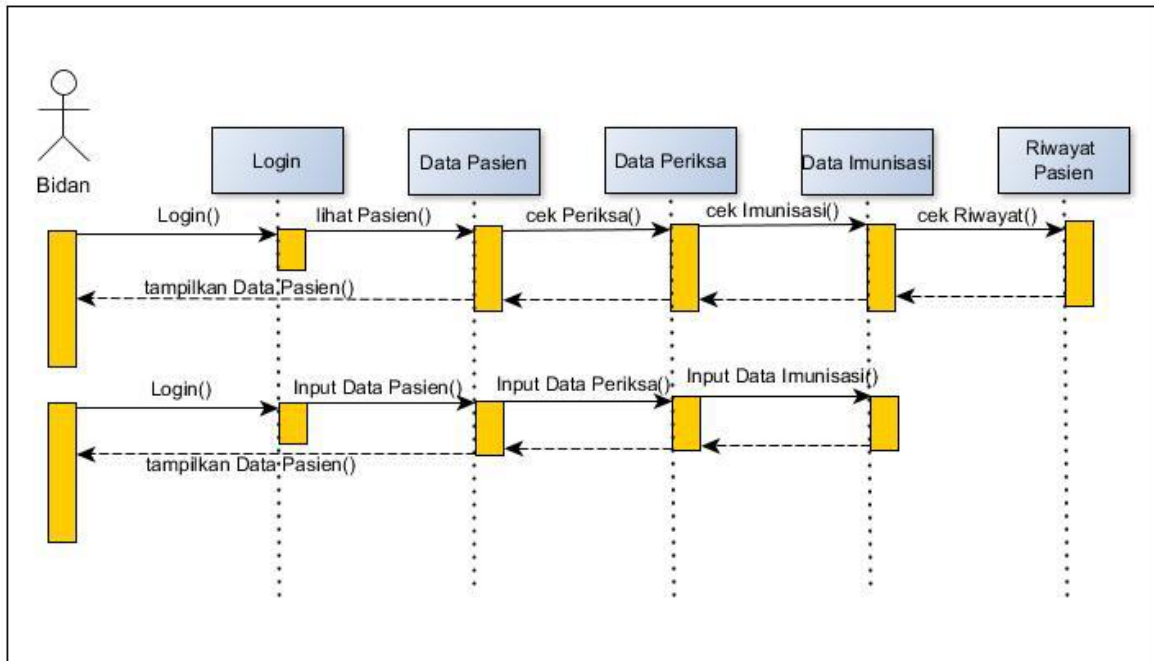 Bidan
Login
Data Pasien
Data Periksa
Data Imunisasi
Riwayat
Pasien
Login()
lihat Pasien()
cek Periksa()
cek Imunisasi()
cek Riwayat()
tampilkan Data Pasien()
Login()
Input Data Pasien()
Input Data Periksa()
Input Data Imunisasi()
tampilkan Data Pasien()